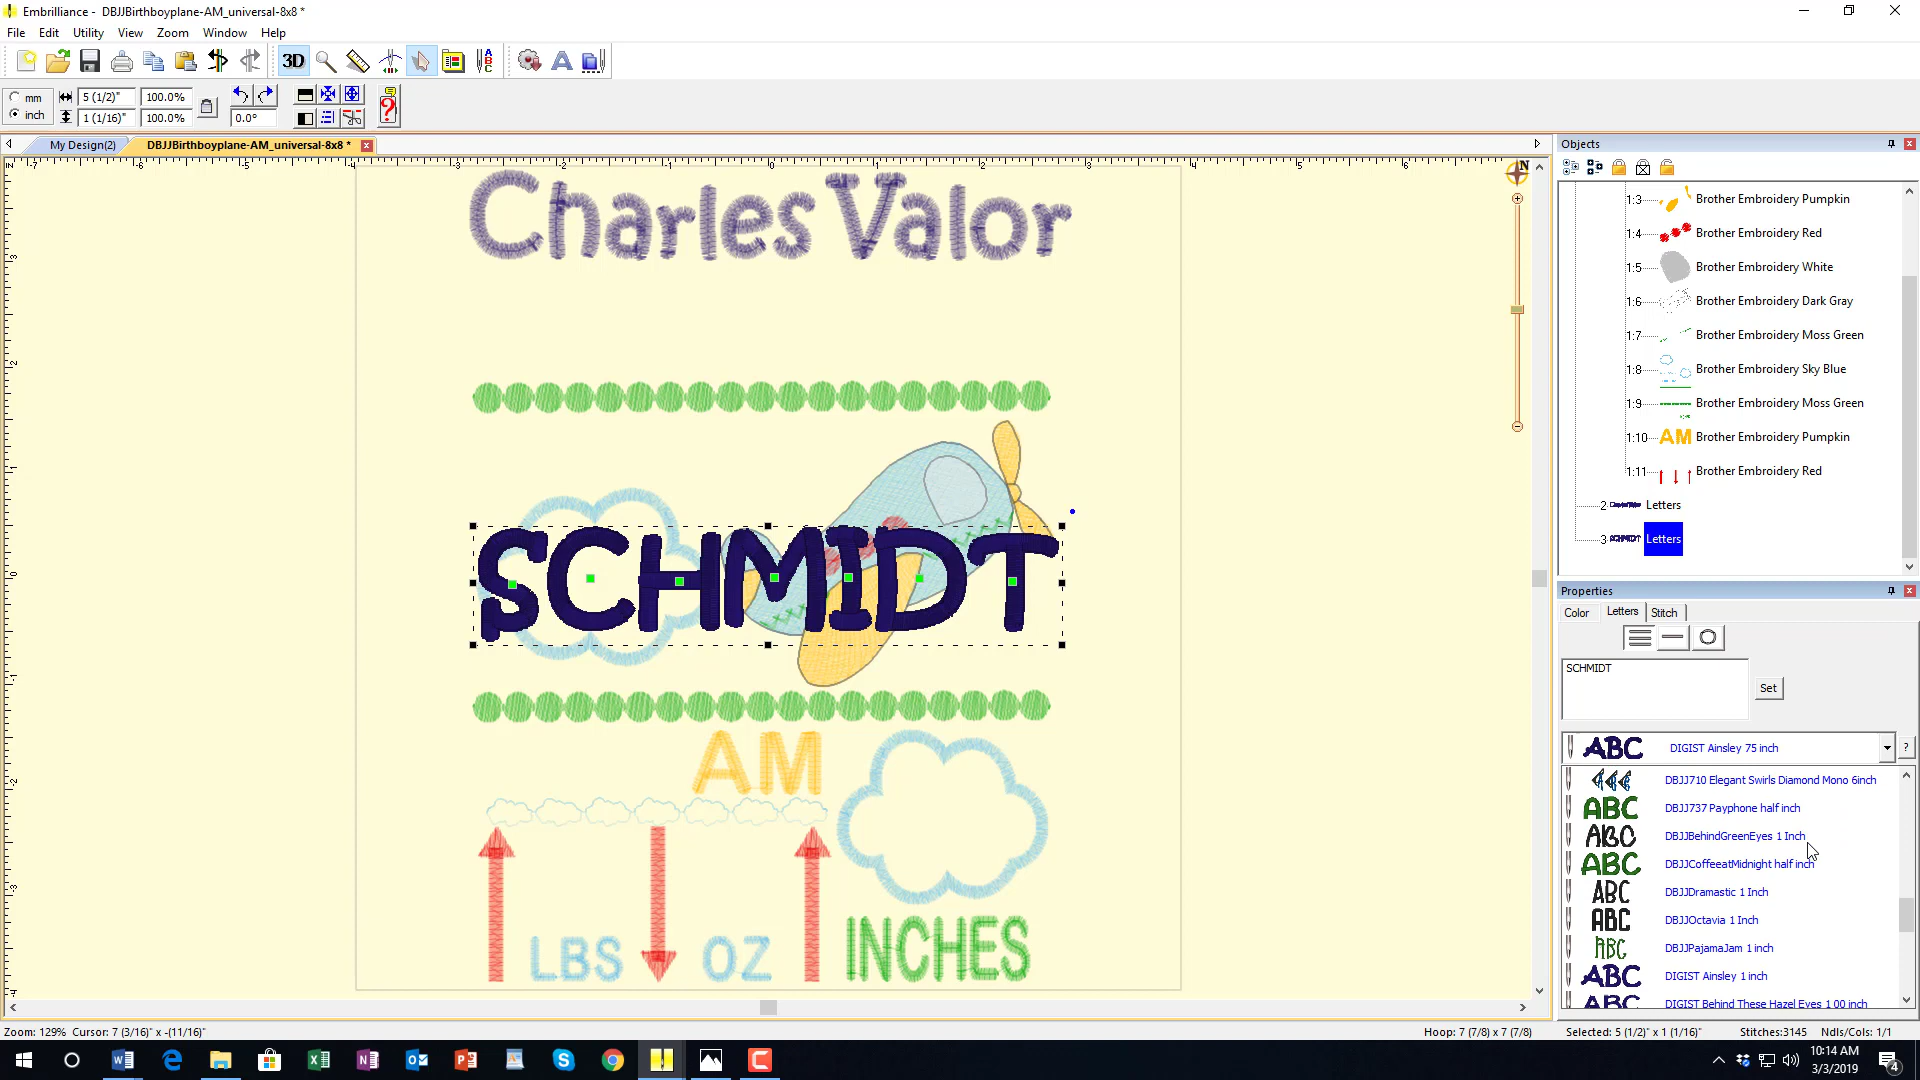 Embrilliance - DBJJBirthboyplane-AM_universal-8x8 *
File Edit Utility View Zoom Window Help
3D
mm 5 (1/2)" 100.0%
inch 1 (1/16)" 100.0% 0.0°
My Design(2) DBJJBirthboyplane-AM_universal-8x8 *
Charles Valor
SCHMIDT
AM
LBS OZ INCHES
Objects
1:3 Brother Embroidery Pumpkin
1:4 Brother Embroidery Red
1:5 Brother Embroidery White
1:6 Brother Embroidery Dark Gray
1:7 Brother Embroidery Moss Green
1:8 Brother Embroidery Sky Blue
1:9 Brother Embroidery Moss Green
1:10 AM Brother Embroidery Pumpkin
1:11 Brother Embroidery Red
2 Letters
3 SCHMIDT Letters
Properties
Color Letters Stitch
SCHMIDT
Set
ABC DIGIST Ainsley 75 inch ?
DBJJ710 Elegant Swirls Diamond Mono 6inch
ABC DBJJ737 Payphone half inch
ABC DBJJBehindGreenEyes 1 Inch
ABC DBJJCoffeeatMidnight half inch
ABC DBJJDramastic 1 Inch
ABC DBJJOctavia 1 Inch
ABC DBJJPajamaJam 1 inch
ABC DIGIST Ainsley 1 inch
ABC DIGIST Behind These Hazel Eyes 1 00 inch
Zoom: 129% Cursor: 7 (3/16)" x -(11/16)" Hoop: 7 (7/8) x 7 (7/8) Selected: 5 (1/2)" x 1 (1/16)" Stitches:3145 Ndls/Cols: 1/1
10:14 AM
3/3/2019
4